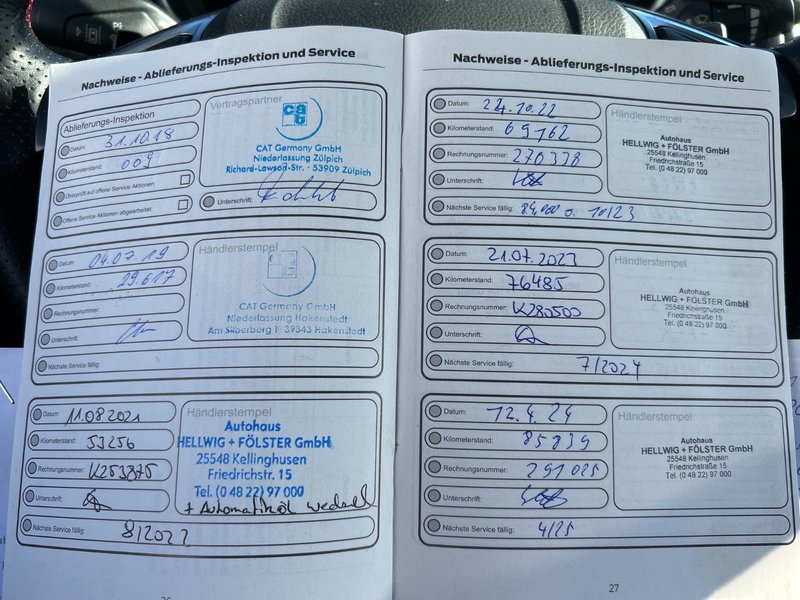 Nachweise - Ablieferungs-Inspektion und Service
Ablieferungs-Inspektion
Datum: 31.10.18
Kilometerstand: 009
Überprüft auf offene Service Aktionen:
Offene Service Aktionen abgearbeitet:
Vertragspartner
cat
CAT Germany GmbH
Niederlassung Zülpich
Richard-Lawson-Str. · 53909 Zülpich
Unterschrift:
Datum: 04.07.19
Kilometerstand: 29.617
Rechnungsnummer:
Unterschrift:
Nächste Service fällig:
Händlerstempel
CAT Germany GmbH
Niederlassung Hakenstedt
Am Silberberg 1 · 39343 Hakenstedt
Datum: 11.08.2021
Kilometerstand: 53256
Rechnungsnummer: K253875
Unterschrift:
Nächste Service fällig: 8/2022
Händlerstempel
Autohaus
HELLWIG + FÖLSTER GmbH
25548 Kellinghusen
Friedrichstr. 15
Tel. (0 48 22) 97 000
+ Automatiköl wechsel
Nachweise - Ablieferungs-Inspektion und Service
Datum: 24.10.22
Kilometerstand: 69162
Rechnungsnummer: 270338
Unterschrift:
Nächste Service fällig: 84.000 o. 10/23
Händlerstempel
Autohaus
HELLWIG + FÖLSTER GmbH
25548 Kellinghusen
Friedrichstraße 15
Tel. (0 48 22) 97 000
Datum: 21.07.2023
Kilometerstand: 76485
Rechnungsnummer: K280500
Unterschrift:
Nächste Service fällig: 7/2024
Händlerstempel
Autohaus
HELLWIG + FÖLSTER GmbH
25548 Kellinghusen
Friedrichstraße 15
Tel. (0 48 22) 97 000
Datum: 12.4.24
Kilometerstand: 85839
Rechnungsnummer: 291025
Unterschrift:
Nächste Service fällig: 4/25
Händlerstempel
Autohaus
HELLWIG + FÖLSTER GmbH
25548 Kellinghusen
Friedrichstraße 15
Tel. (0 48 22) 97 000
27